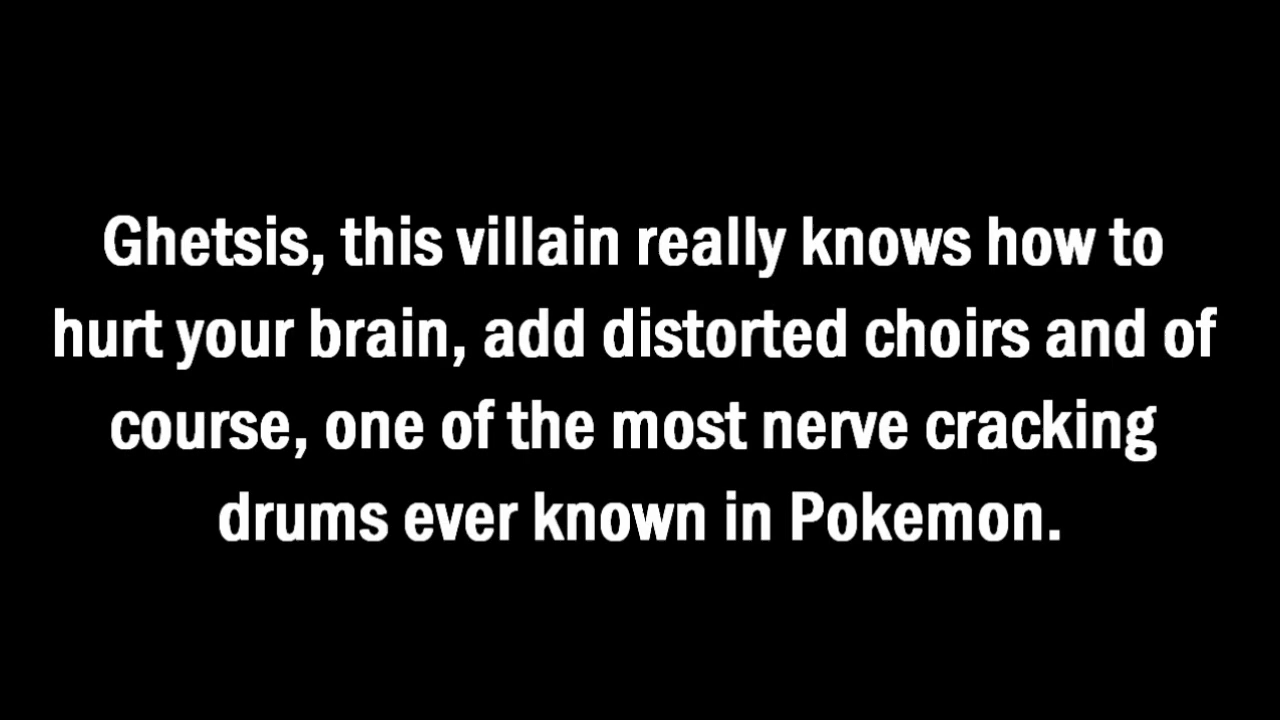 Ghetsis, this villain really knows how to
hurt your brain, add distorted choirs and of
course, one of the most nerve cracking
drums ever known in Pokemon.